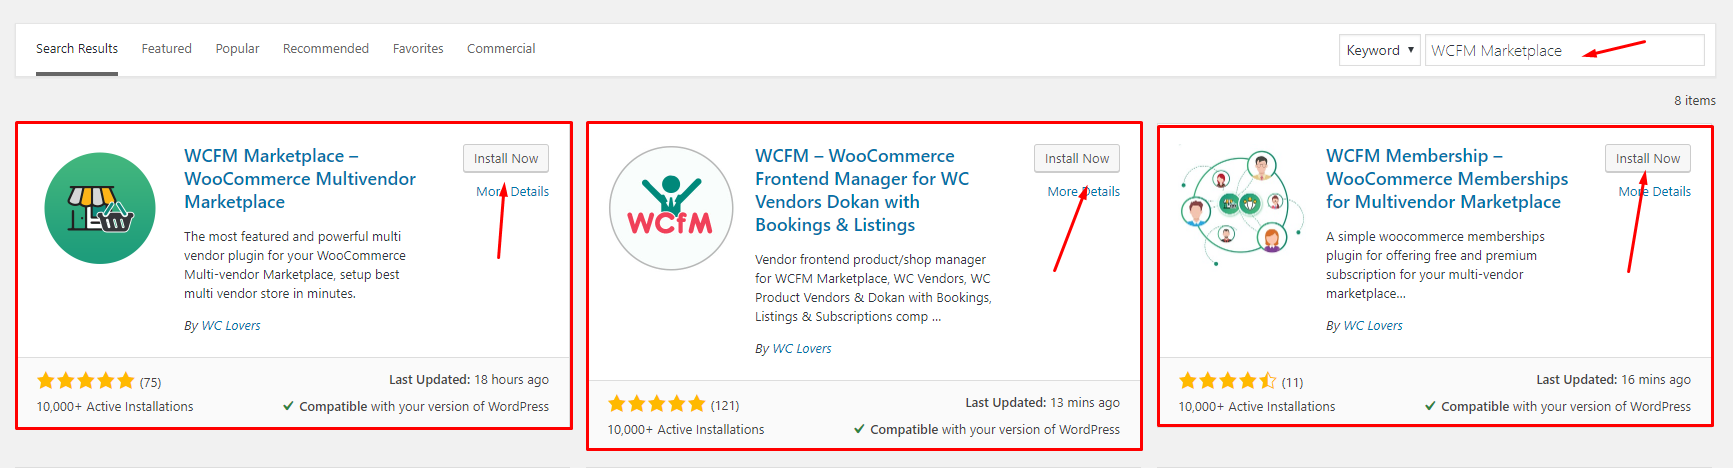 Search Results Featured Popular Recommended Favorites Commercial Keyword WCFM Marketplace
8 items
WCFM Marketplace –
WooCommerce Multivendor
Marketplace
Install Now
More Details
The most featured and powerful multi
vendor plugin for your WooCommerce
Multi-vendor Marketplace, setup best
multi vendor store in minutes.
By WC Lovers
(75)
Last Updated: 18 hours ago
10,000+ Active Installations
Compatible with your version of WordPress
WCFM
WCFM – WooCommerce
Frontend Manager for WC
Vendors Dokan with
Bookings & Listings
Install Now
More Details
Vendor frontend product/shop manager
for WCFM Marketplace, WC Vendors, WC
Product Vendors & Dokan with Bookings,
Listings & Subscriptions comp ...
By WC Lovers
(121)
Last Updated: 13 mins ago
10,000+ Active Installations
Compatible with your version of WordPress
WCFM Membership –
WooCommerce Memberships
for Multivendor Marketplace
Install Now
More Details
A simple woocommerce memberships
plugin for offering free and premium
subscription for your multi-vendor
marketplace...
By WC Lovers
(11)
Last Updated: 16 mins ago
10,000+ Active Installations
Compatible with your version of WordPress